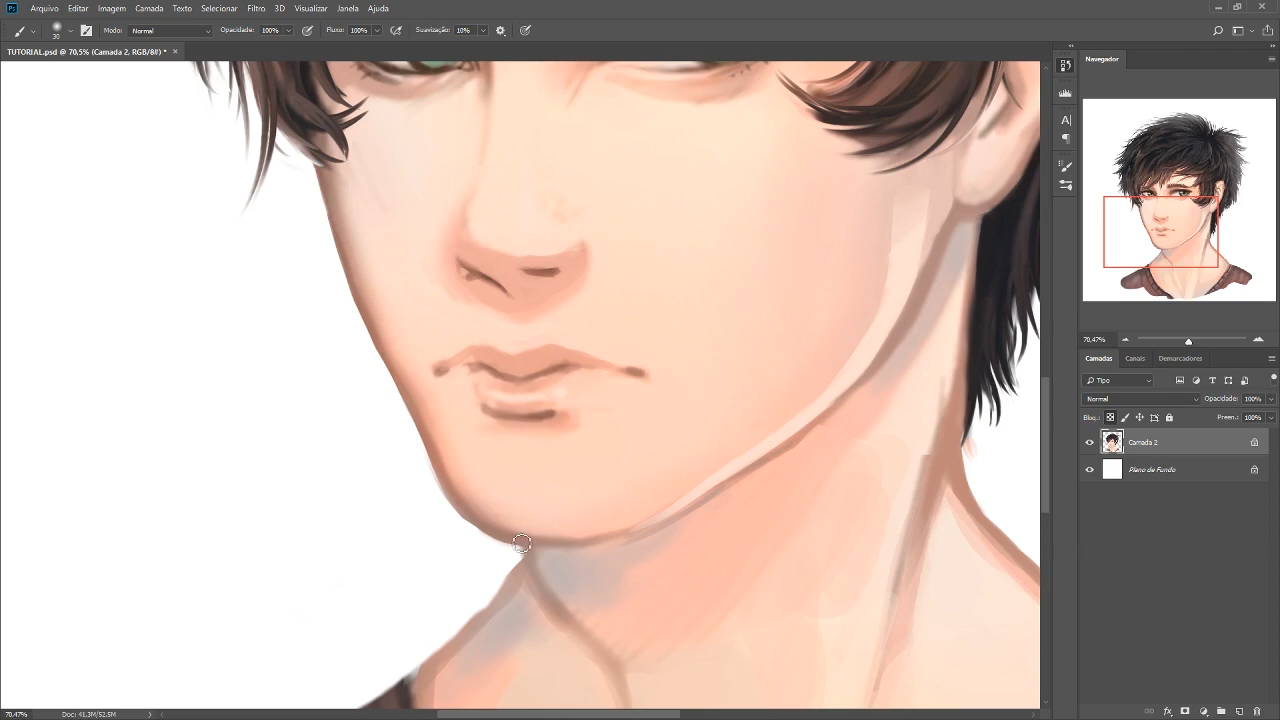 Ps Arquivo Editar Imagem Camada Texto Selecionar Filtro 3D Visualizar Janela Ajuda
30 Modo: Normal Opacidade: 100% Fluxo: 100% Suavização: 10%
TUTORIAL.psd @ 70,5% (Camada 2, RGB/8#) * ×
Navegador
70,47%
Camadas Canais Demarcadores
Tipo
Normal Opacidade: 100%
Bloq.: Preen.: 100%
Camada 2
Plano de Fundo
70,47% Doc: 41,3M/52,5M